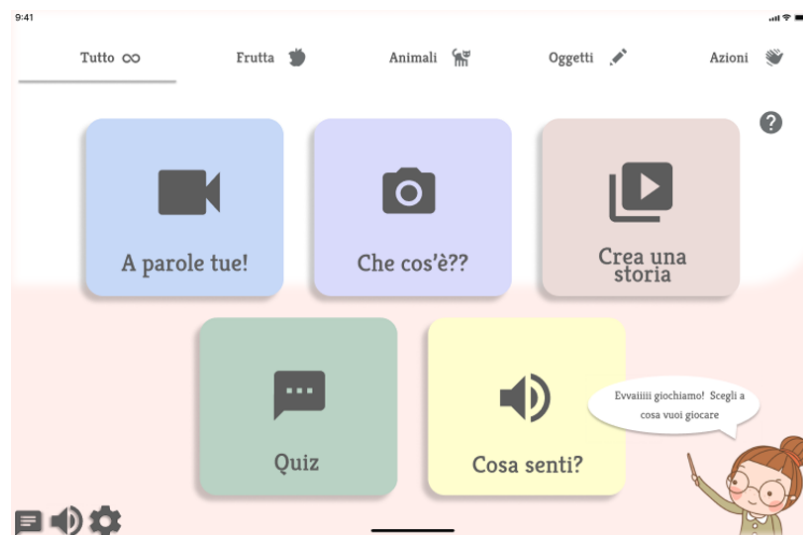 9:41
Tutto
Frutta
Animali
Oggetti
Azioni
A parole tue!
Che cos'è??
Crea una
storia
Quiz
Cosa senti?
Evvaiiiii giochiamo! Scegli a
cosa vuoi giocare